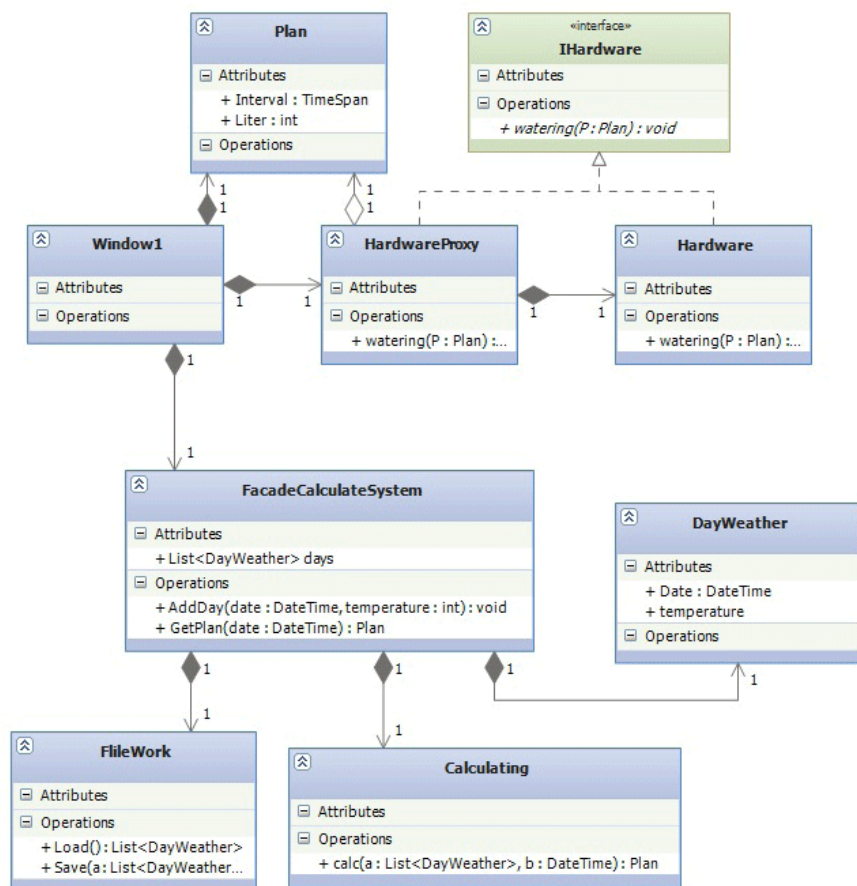 Plan
Attributes
+ Interval : TimeSpan
+ Liter : int
Operations
«interface»
IHardware
Attributes
Operations
+ watering(P : Plan) : void
1
1
1
1
Window1
Attributes
Operations
1
1
HardwareProxy
Attributes
Operations
+ watering(P : Plan) :...
1
1
Hardware
Attributes
Operations
+ watering(P : Plan) :...
1
1
FacadeCalculateSystem
Attributes
+ List<DayWeather> days
Operations
+ AddDay(date : DateTime, temperature : int) : void
+ GetPlan(date : DateTime) : Plan
DayWeather
Attributes
+ Date : DateTime
+ temperature
Operations
1
1
1
1
1
1
FlileWork
Attributes
Operations
+ Load() : List<DayWeather>
+ Save(a : List<DayWeather...
Calculating
Attributes
Operations
+ calc(a : List<DayWeather>, b : DateTime) : Plan